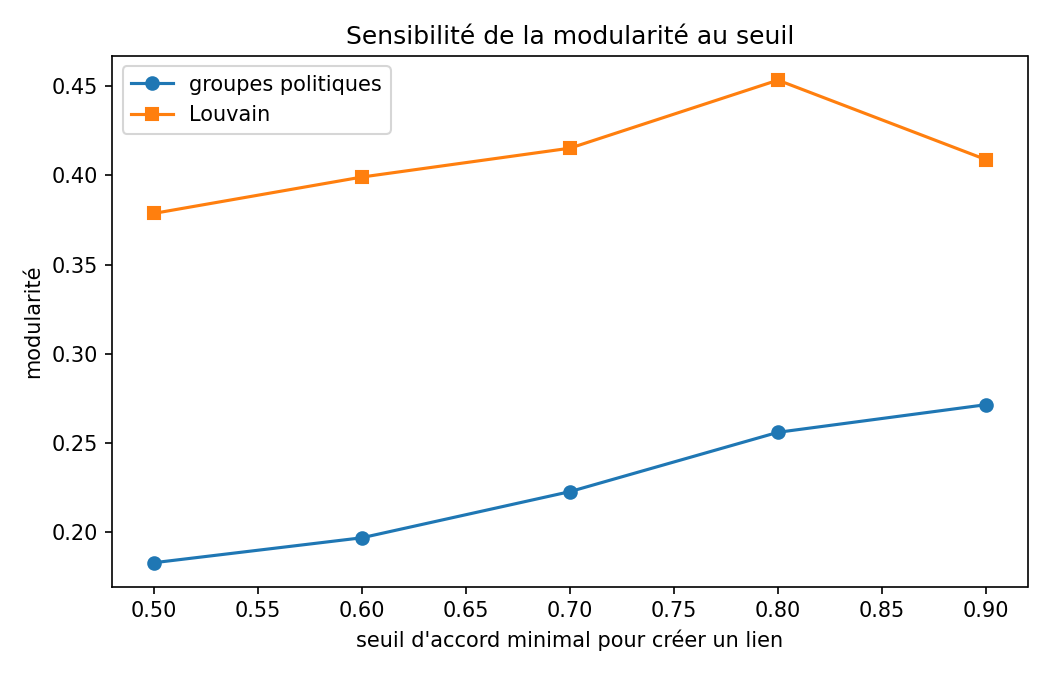 Sensibilité de la modularité au seuil
groupes politiques
Louvain
modularité
0.45
0.40
0.35
0.30
0.25
0.20
0.50 0.55 0.60 0.65 0.70 0.75 0.80 0.85 0.90
seuil d'accord minimal pour créer un lien